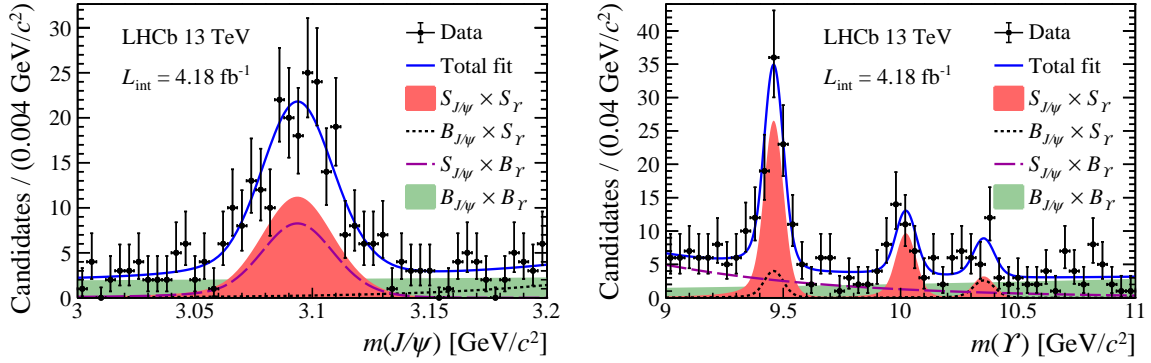 Candidates / (0.004 GeV/c²)
30
25
20
15
10
5
0
LHCb 13 TeV
L_int = 4.18 fb⁻¹
Data
Total fit
S_J/ψ × S_ϒ
B_J/ψ × S_ϒ
S_J/ψ × B_ϒ
B_J/ψ × B_ϒ
3 3.05 3.1 3.15 3.2
m(J/ψ) [GeV/c²]
Candidates / (0.04 GeV/c²)
40
35
30
25
20
15
10
5
0
LHCb 13 TeV
L_int = 4.18 fb⁻¹
Data
Total fit
S_J/ψ × S_ϒ
B_J/ψ × S_ϒ
S_J/ψ × B_ϒ
B_J/ψ × B_ϒ
9 9.5 10 10.5 11
m(ϒ) [GeV/c²]